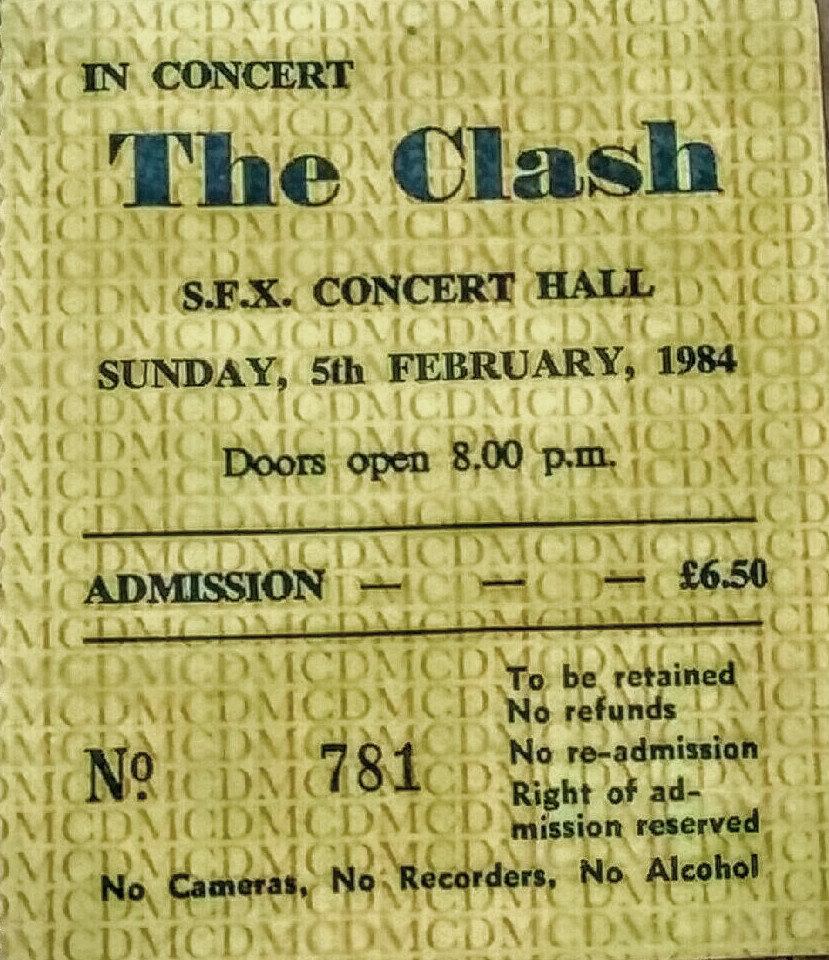 IN CONCERT
The Clash
S.F.X. CONCERT HALL
SUNDAY, 5th FEBRUARY, 1984
Doors open 8.00 p.m.
ADMISSION — — — £6.50
To be retained
No refunds
No re-admission
Right of ad-
mission reserved
Nº. 781
No Cameras, No Recorders, No Alcohol